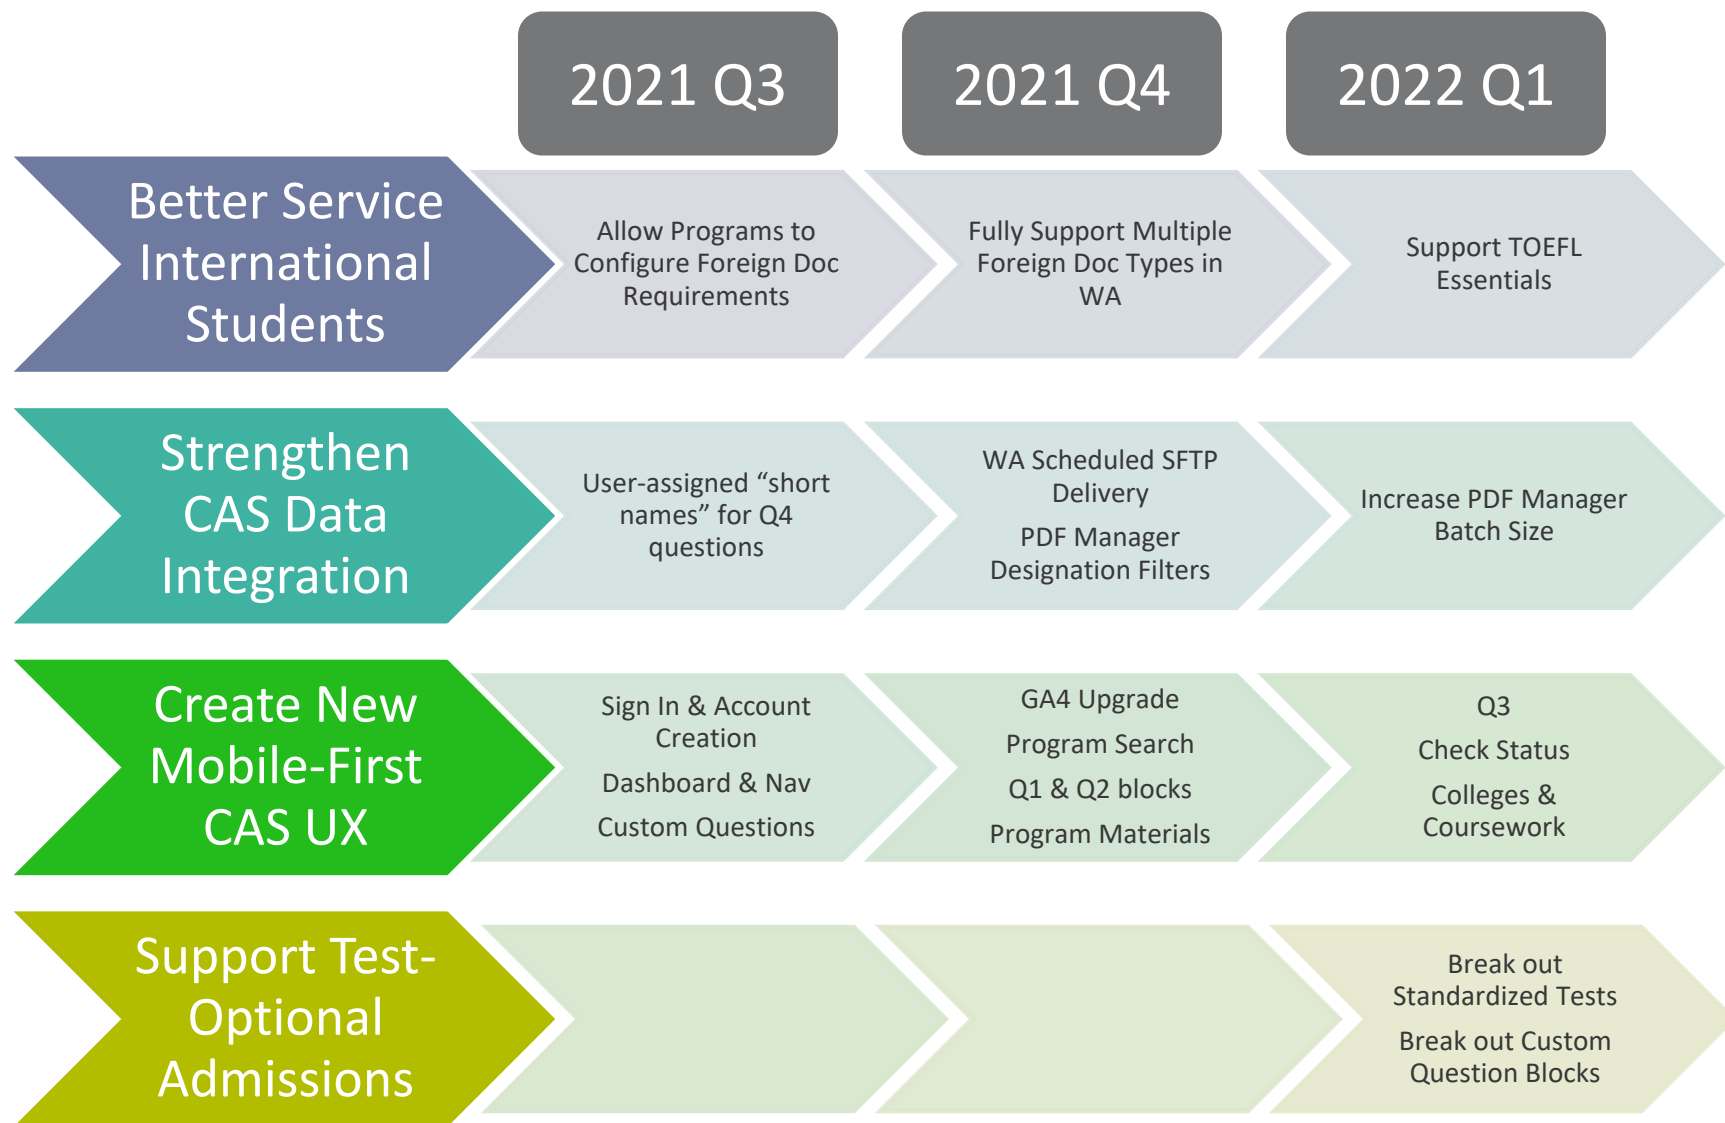 2021 Q3
2021 Q4
2022 Q1
Better Service
International
Students
Allow Programs to
Configure Foreign Doc
Requirements
Fully Support Multiple
Foreign Doc Types in
WA
Support TOEFL
Essentials
Strengthen
CAS Data
Integration
User-assigned “short
names” for Q4
questions
WA Scheduled SFTP
Delivery
PDF Manager
Designation Filters
Increase PDF Manager
Batch Size
Create New
Mobile-First
CAS UX
Sign In & Account
Creation
Dashboard & Nav
Custom Questions
GA4 Upgrade
Program Search
Q1 & Q2 blocks
Program Materials
Q3
Check Status
Colleges &
Coursework
Support Test-
Optional
Admissions
Break out
Standardized Tests
Break out Custom
Question Blocks